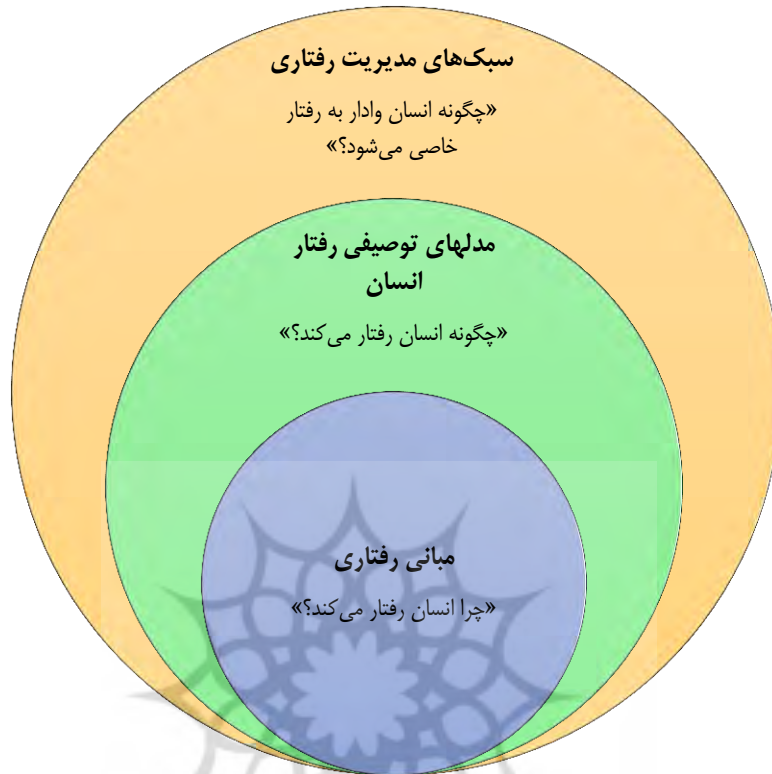 سبک‌های مدیریت رفتاری
«چگونه انسان وادار به رفتار
خاصی می‌شود؟»
مدلهای توصیفی رفتار
انسان
«چگونه انسان رفتار می‌کند؟»
مبانی رفتاری
«چرا انسان رفتار می‌کند؟»